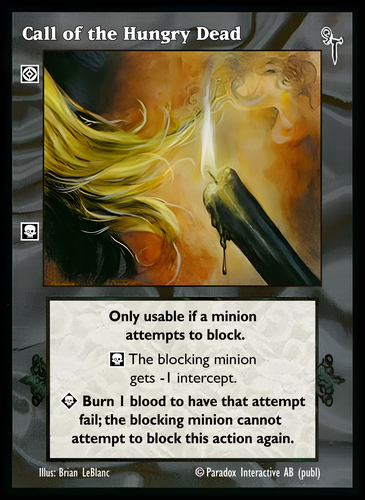 Call of the Hungry Dead
Only usable if a minion
attempts to block.
The blocking minion
gets -1 intercept.
Burn 1 blood to have that attempt
fail; the blocking minion cannot
attempt to block this action again.
Illus: Brian LeBlanc © Paradox Interactive AB (publ)